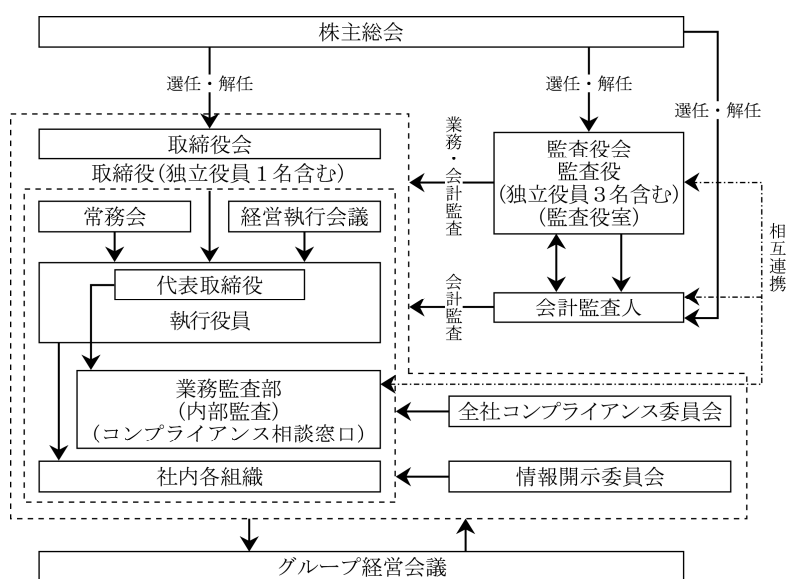 株主総会
選任・解任
選任・解任
選任・解任
取締役会
取締役(独立役員１名含む)
業務・会計監査
監査役会
監査役
(独立役員３名含む)
(監査役室)
相互連携
常務会
経営執行会議
代表取締役
執行役員
会計監査
会計監査人
業務監査部
(内部監査)
(コンプライアンス相談窓口)
全社コンプライアンス委員会
社内各組織
情報開示委員会
グループ経営会議